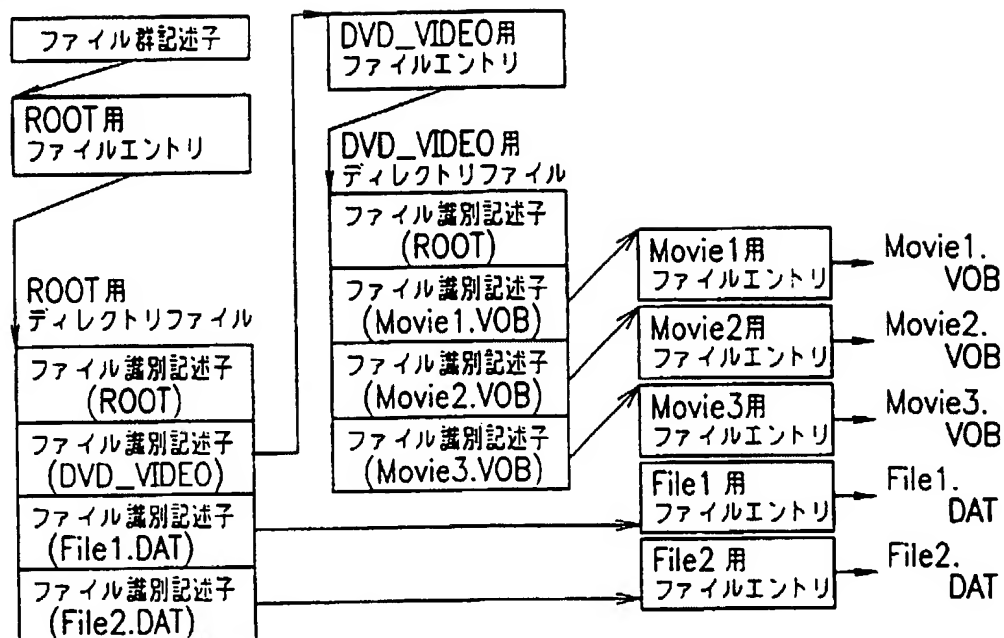 ファイル群記述子
ROOT用
ファイルエントリ
ROOT用
ディレクトリファイル
ファイル識別記述子
(ROOT)
ファイル識別記述子
(DVD_VIDEO)
ファイル識別記述子
(File1.DAT)
ファイル識別記述子
(File2.DAT)
DVD_VIDEO用
ファイルエントリ
DVD_VIDEO用
ディレクトリファイル
ファイル識別記述子
(ROOT)
ファイル識別記述子
(Movie1.VOB)
ファイル識別記述子
(Movie2.VOB)
ファイル識別記述子
(Movie3.VOB)
Movie1用
ファイルエントリ
Movie1.
VOB
Movie2用
ファイルエントリ
Movie2.
VOB
Movie3用
ファイルエントリ
Movie3.
VOB
File1 用
ファイルエントリ
File1.
DAT
File2 用
ファイルエントリ
File2.
DAT